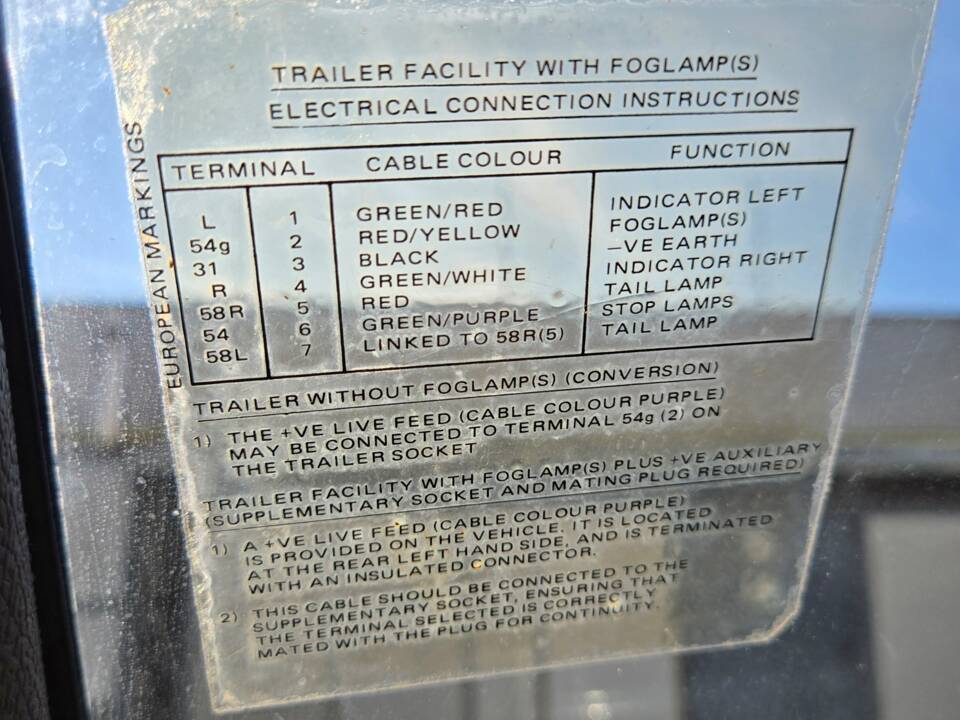 TRAILER FACILITY WITH FOGLAMP(S)
ELECTRICAL CONNECTION INSTRUCTIONS
EUROPEAN MARKINGS
TERMINAL CABLE COLOUR FUNCTION
L 1 GREEN/RED INDICATOR LEFT
54g 2 RED/YELLOW FOGLAMP(S)
31 3 BLACK –VE EARTH
R 4 GREEN/WHITE INDICATOR RIGHT
58R 5 RED TAIL LAMP
54 6 GREEN/PURPLE STOP LAMPS
58L 7 LINKED TO 58R(5) TAIL LAMP
TRAILER WITHOUT FOGLAMP(S) (CONVERSION)
1) THE +VE LIVE FEED (CABLE COLOUR PURPLE)
MAY BE CONNECTED TO TERMINAL 54g (2) ON
THE TRAILER SOCKET
TRAILER FACILITY WITH FOGLAMP(S) PLUS +VE AUXILIARY
(SUPPLEMENTARY SOCKET AND MATING PLUG REQUIRED)
1) A +VE LIVE FEED (CABLE COLOUR PURPLE)
IS PROVIDED ON THE VEHICLE. IT IS LOCATED
AT THE REAR LEFT HAND SIDE, AND IS TERMINATED
WITH AN INSULATED CONNECTOR.
2) THIS CABLE SHOULD BE CONNECTED TO THE
SUPPLEMENTARY SOCKET, ENSURING THAT
THE TERMINAL SELECTED IS CORRECTLY
MATED WITH THE PLUG FOR CONTINUITY.